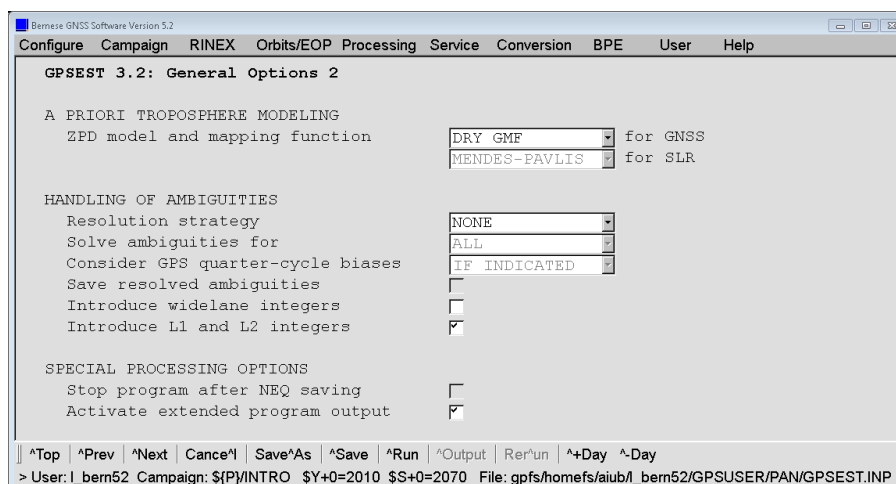 Bernese GNSS Software Version 5.2
Configure Campaign RINEX Orbits/EOP Processing Service Conversion BPE User Help
GPSEST 3.2: General Options 2
A PRIORI TROPOSPHERE MODELING
ZPD model and mapping function DRY GMF for GNSS
MENDES-PAVLIS for SLR
HANDLING OF AMBIGUITIES
Resolution strategy NONE
Solve ambiguities for ALL
Consider GPS quarter-cycle biases IF INDICATED
Save resolved ambiguities
Introduce widelane integers
Introduce L1 and L2 integers
SPECIAL PROCESSING OPTIONS
Stop program after NEQ saving
Activate extended program output
^Top ^Prev ^Next Cance^l Save^As ^Save ^Run ^Output Rer^un ^+Day ^-Day
> User: l_bern52 Campaign: ${P}/INTRO $Y+0=2010 $S+0=2070 File: gpfs/homefs/aiub/l_bern52/GPSUSER/PAN/GPSEST.INP